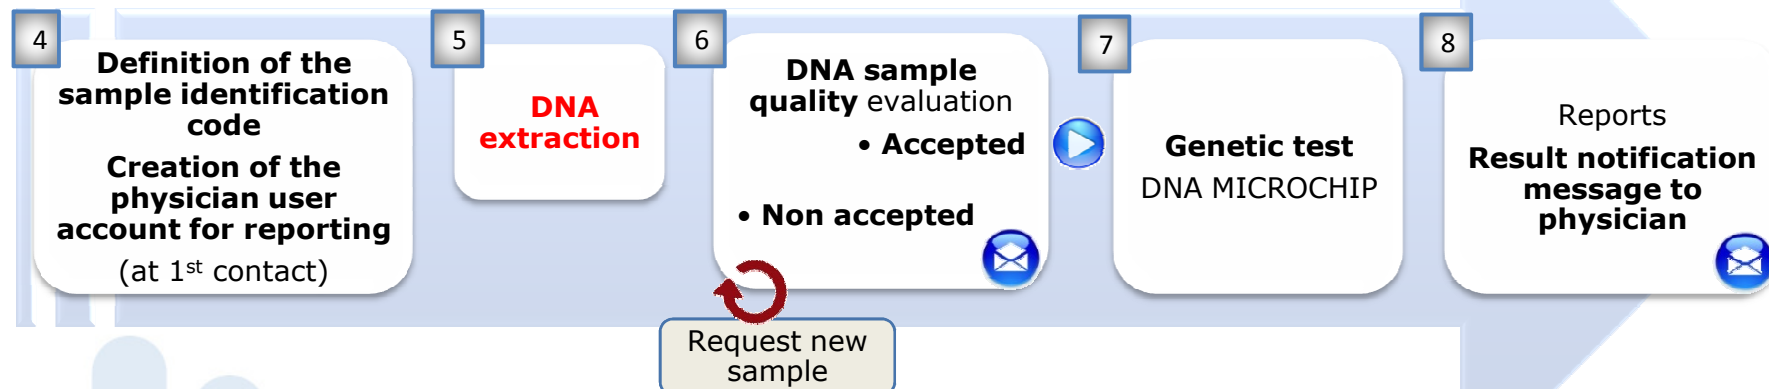 4
Definition of the
sample identification
code
Creation of the
physician user
account for reporting
(at 1st contact)
5
DNA
extraction
6
DNA sample
quality evaluation
• Accepted
• Non accepted
Request new
sample
7
Genetic test
DNA MICROCHIP
8
Reports
Result notification
message to
physician